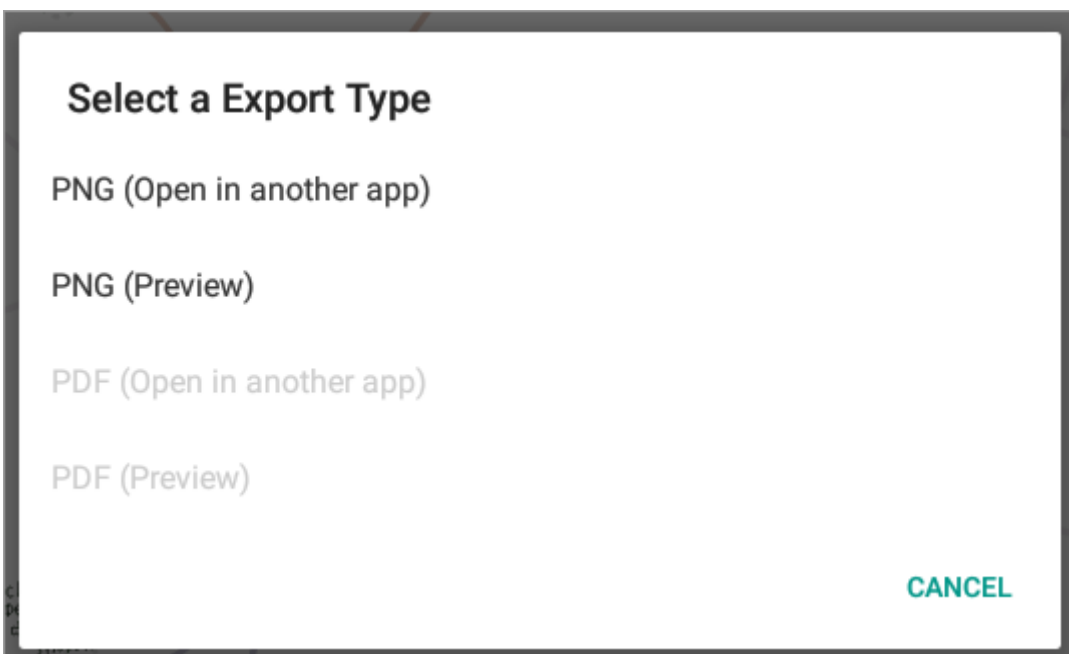 Select a Export Type
PNG (Open in another app)
PNG (Preview)
PDF (Open in another app)
PDF (Preview)
CANCEL